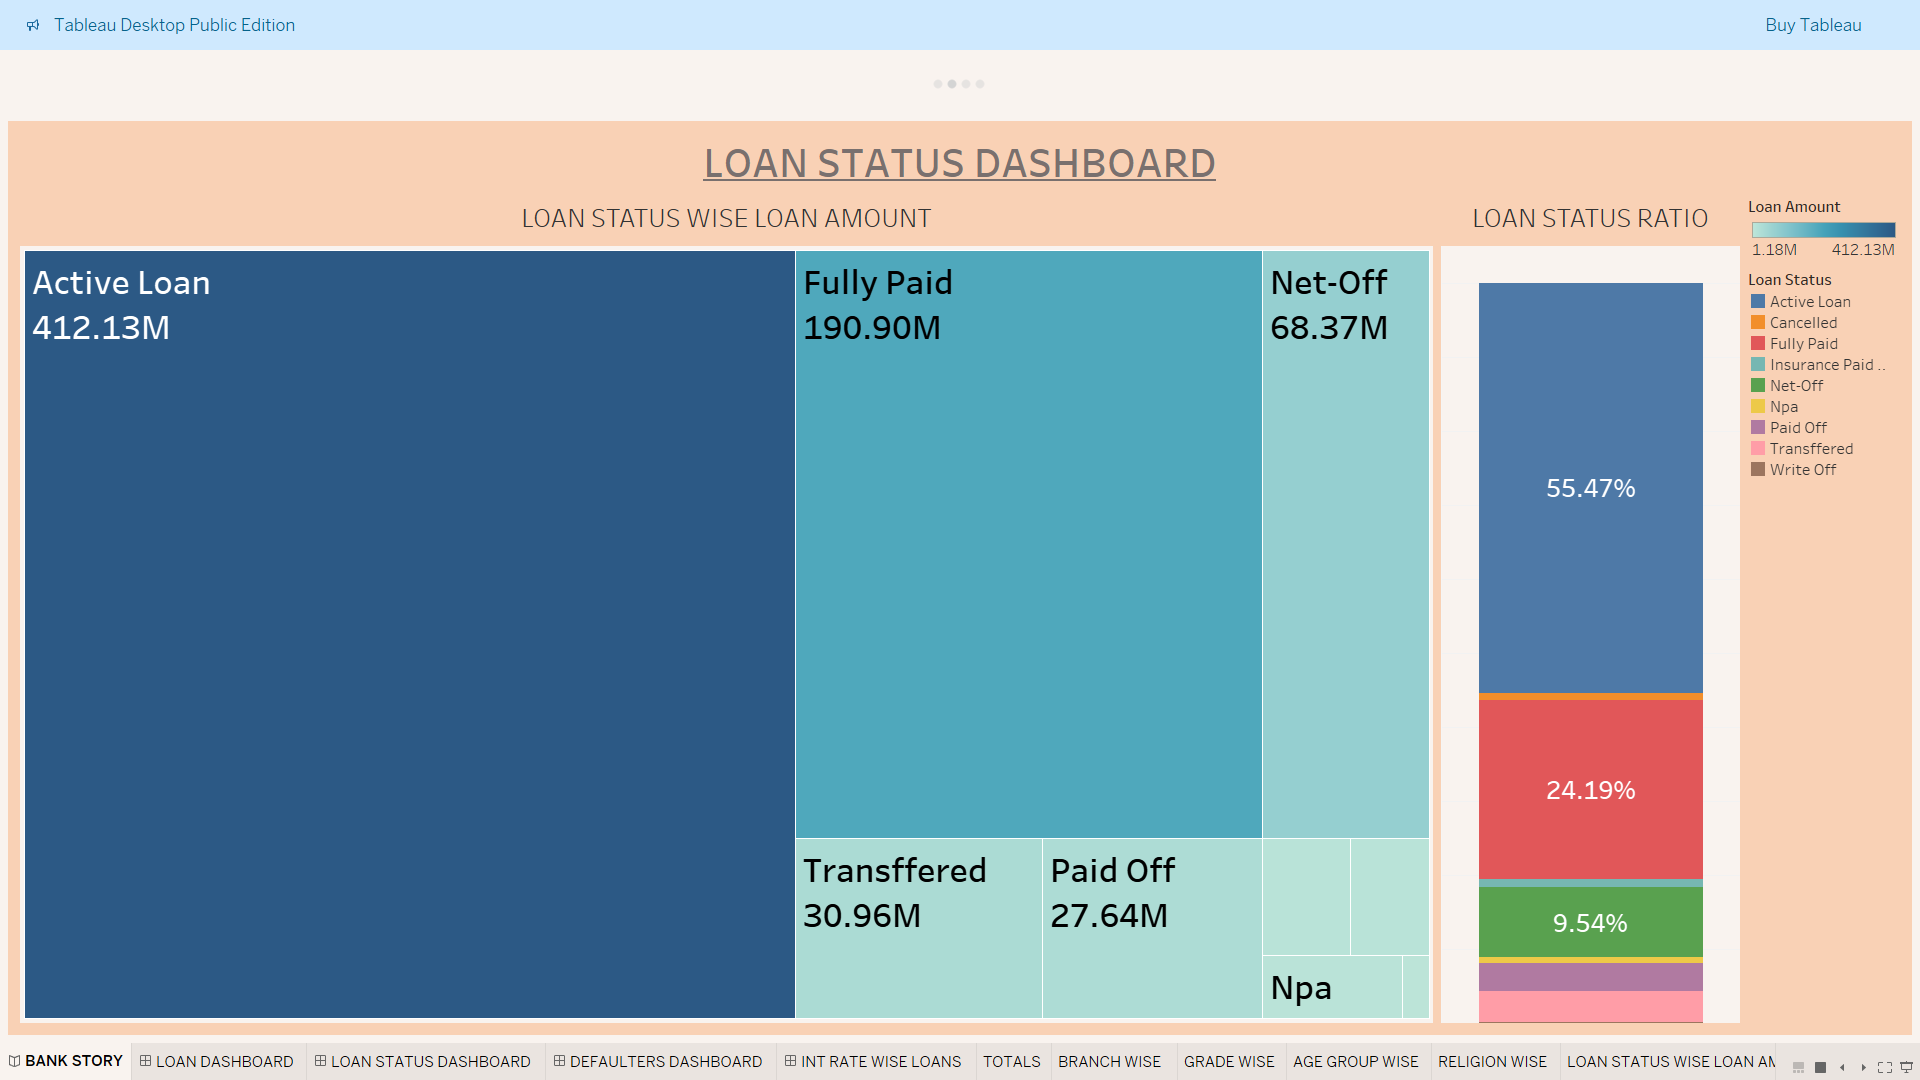 Tableau Desktop Public Edition
Buy Tableau
LOAN STATUS DASHBOARD
LOAN STATUS WISE LOAN AMOUNT
LOAN STATUS RATIO
Active Loan
412.13M
Fully Paid
190.90M
Net-Off
68.37M
Transffered
30.96M
Paid Off
27.64M
Npa
55.47%
24.19%
9.54%
Loan Amount
1.18M 412.13M
Loan Status
Active Loan
Cancelled
Fully Paid
Insurance Paid ..
Net-Off
Npa
Paid Off
Transffered
Write Off
BANK STORY LOAN DASHBOARD LOAN STATUS DASHBOARD DEFAULTERS DASHBOARD INT RATE WISE LOANS TOTALS BRANCH WISE GRADE WISE AGE GROUP WISE RELIGION WISE LOAN STATUS WISE LOAN AM